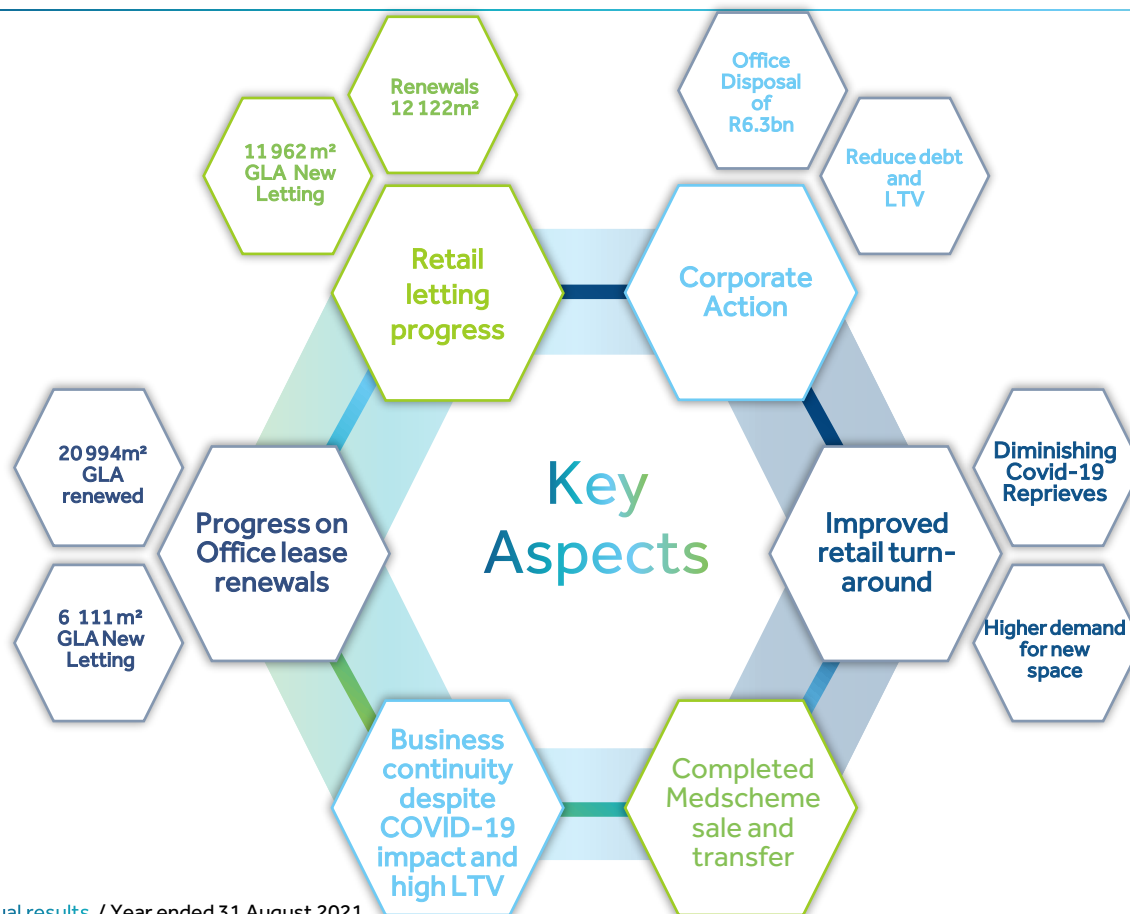 Renewals
12 122m²
11 962 m²
GLA New
Letting
Retail
letting
progress
Office
Disposal
of
R6.3bn
Reduce debt
and
LTV
Corporate
Action
Key
Aspects
20 994m²
GLA
renewed
6 111 m²
GLA New
Letting
Progress on
Office lease
renewals
Improved
retail turn-
around
Diminishing
Covid-19
Reprieves
Higher demand
for new
space
Business
continuity
despite
COVID-19
impact and
high LTV
Completed
Medscheme
sale and
transfer
results / Year ended 31 August 2021